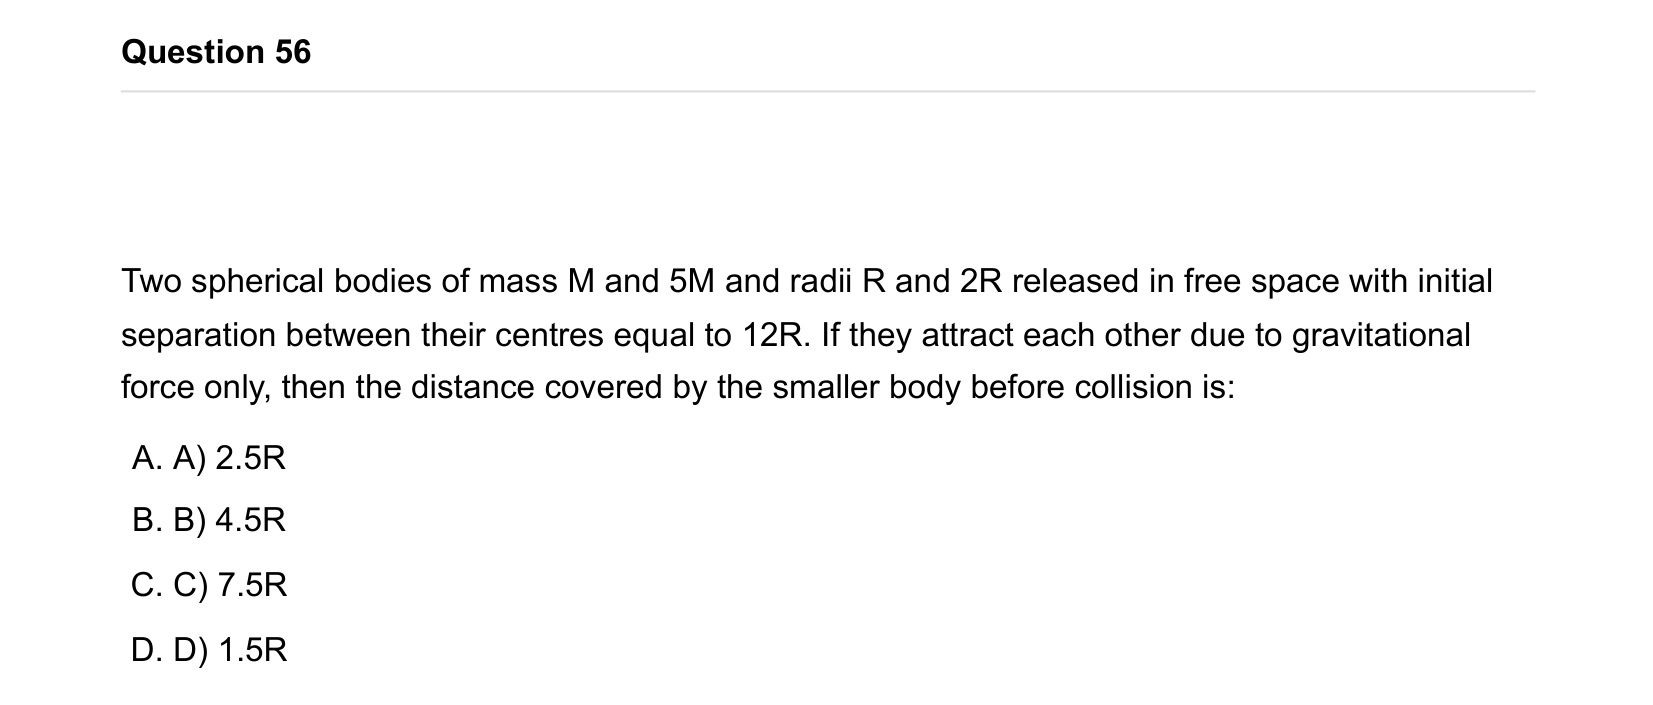 Question 56
Two spherical bodies of mass M and 5M and radii R and 2R released in free space with initial
separation between their centres equal to 12R. If they attract each other due to gravitational
force only, then the distance covered by the smaller body before collision is:
A. A) 2.5R
B. B) 4.5R
C. C) 7.5R
D. D) 1.5R